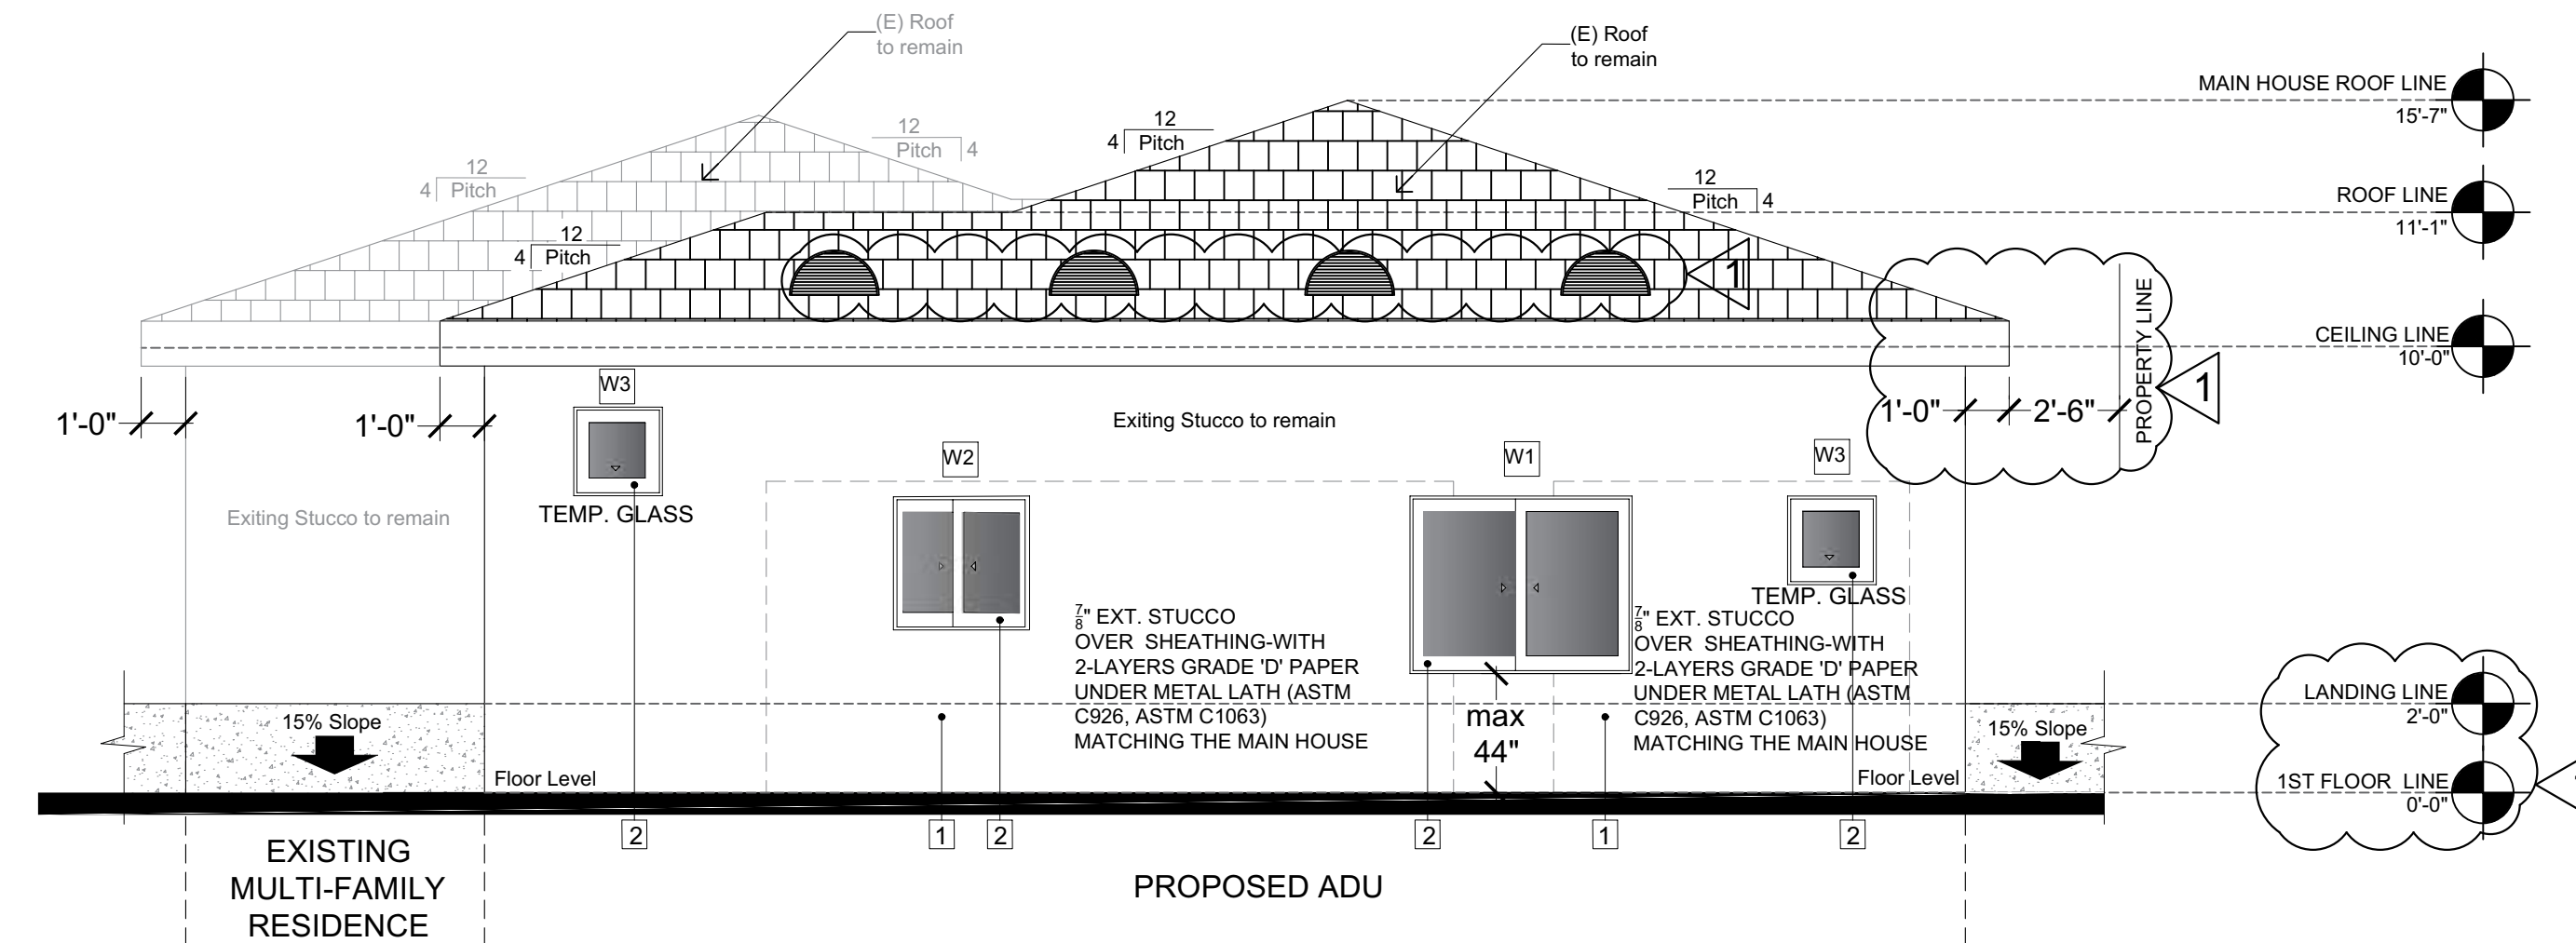 (E) Roof
to remain
(E) Roof
to remain
MAIN HOUSE ROOF LINE
15'-7"
12
4 Pitch
12
Pitch 4
12
4 Pitch
12
4 Pitch
12
Pitch 4
12
4 Pitch
ROOF LINE
11'-1"
1
PROPERTY LINE
CEILING LINE
10'-0"
1
1'-0"
1'-0"
1'-0"
2'-6"
W3
Exiting Stucco to remain
W2
W1
W3
TEMP. GLASS
Exiting Stucco to remain
TEMP. GLASS
7/8" EXT. STUCCO
OVER SHEATHING-WITH
2-LAYERS GRADE 'D' PAPER
UNDER METAL LATH (ASTM
C926, ASTM C1063)
MATCHING THE MAIN HOUSE
7/8" EXT. STUCCO
OVER SHEATHING-WITH
2-LAYERS GRADE 'D' PAPER
UNDER METAL LATH (ASTM
C926, ASTM C1063)
MATCHING THE MAIN HOUSE
max
44"
LANDING LINE
2'-0"
15% Slope
15% Slope
Floor Level
Floor Level
1ST FLOOR LINE
0'-0"
2
1
2
2
1
2
EXISTING
MULTI-FAMILY
RESIDENCE
PROPOSED ADU